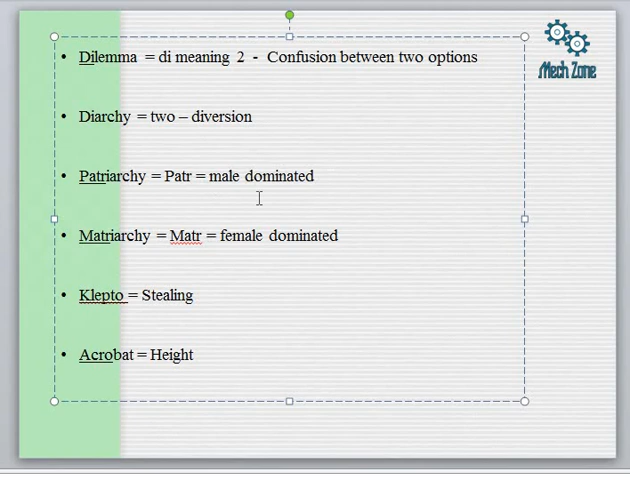 Mech Zone
• Dilemma = di meaning 2 - Confusion between two options
• Diarchy = two – diversion
• Patriarchy = Patr = male dominated
• Matriarchy = Matr = female dominated
• Klepto = Stealing
• Acrobat = Height